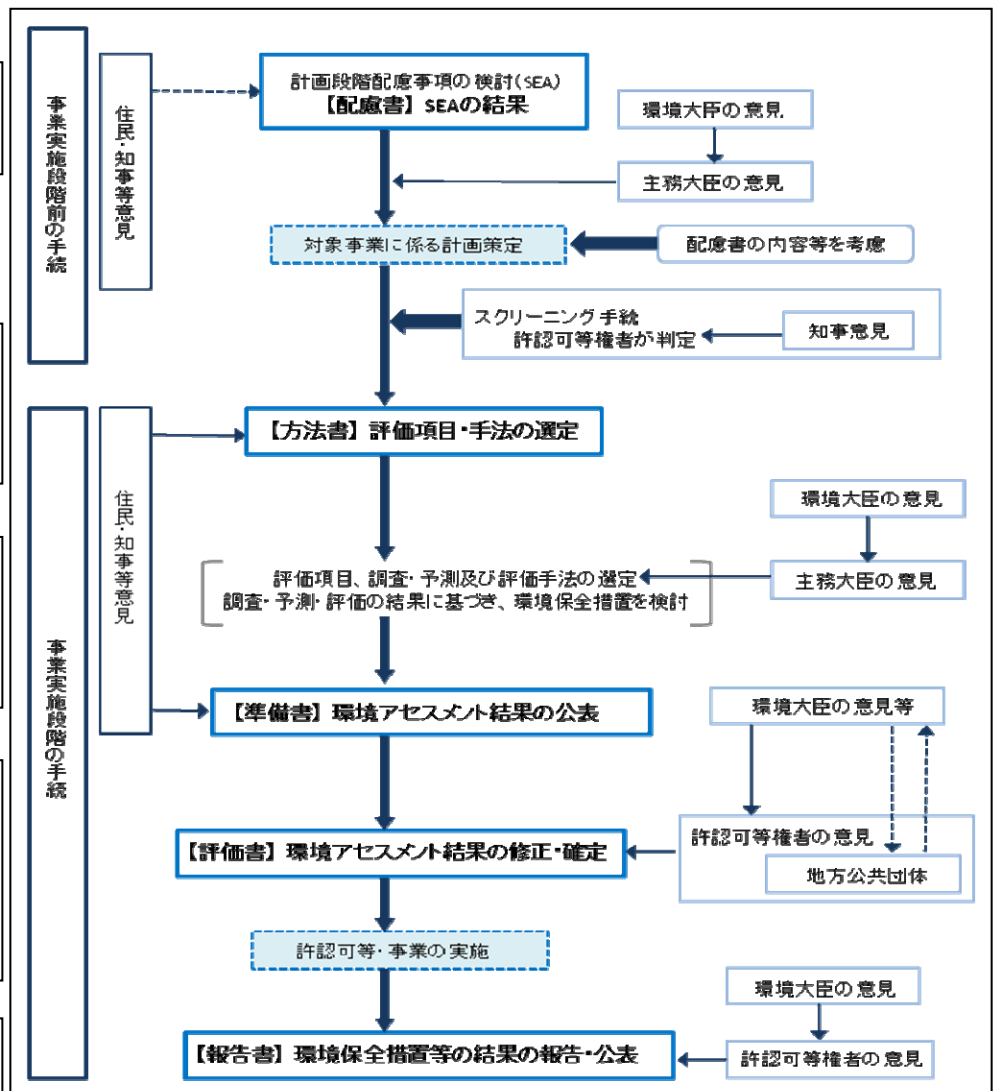 事業実施段階前の手続
住民・知事等意見
計画段階配慮事項の検討(SEA)
【配慮書】SEAの結果
環境大臣の意見
主務大臣の意見
対象事業に係る計画策定
配慮書の内容等を考慮
スクリーニング手続
許認可等権者が判定
知事意見
事業実施段階の手続
住民・知事等意見
【方法書】評価項目・手法の選定
環境大臣の意見
主務大臣の意見
評価項目、調査・予測及び評価手法の選定
調査・予測・評価の結果に基づき、環境保全措置を検討
【準備書】環境アセスメント結果の公表
環境大臣の意見等
許認可等権者の意見
地方公共団体
【評価書】環境アセスメント結果の修正・確定
許認可等・事業の実施
環境大臣の意見
許認可等権者の意見
【報告書】環境保全措置等の結果の報告・公表